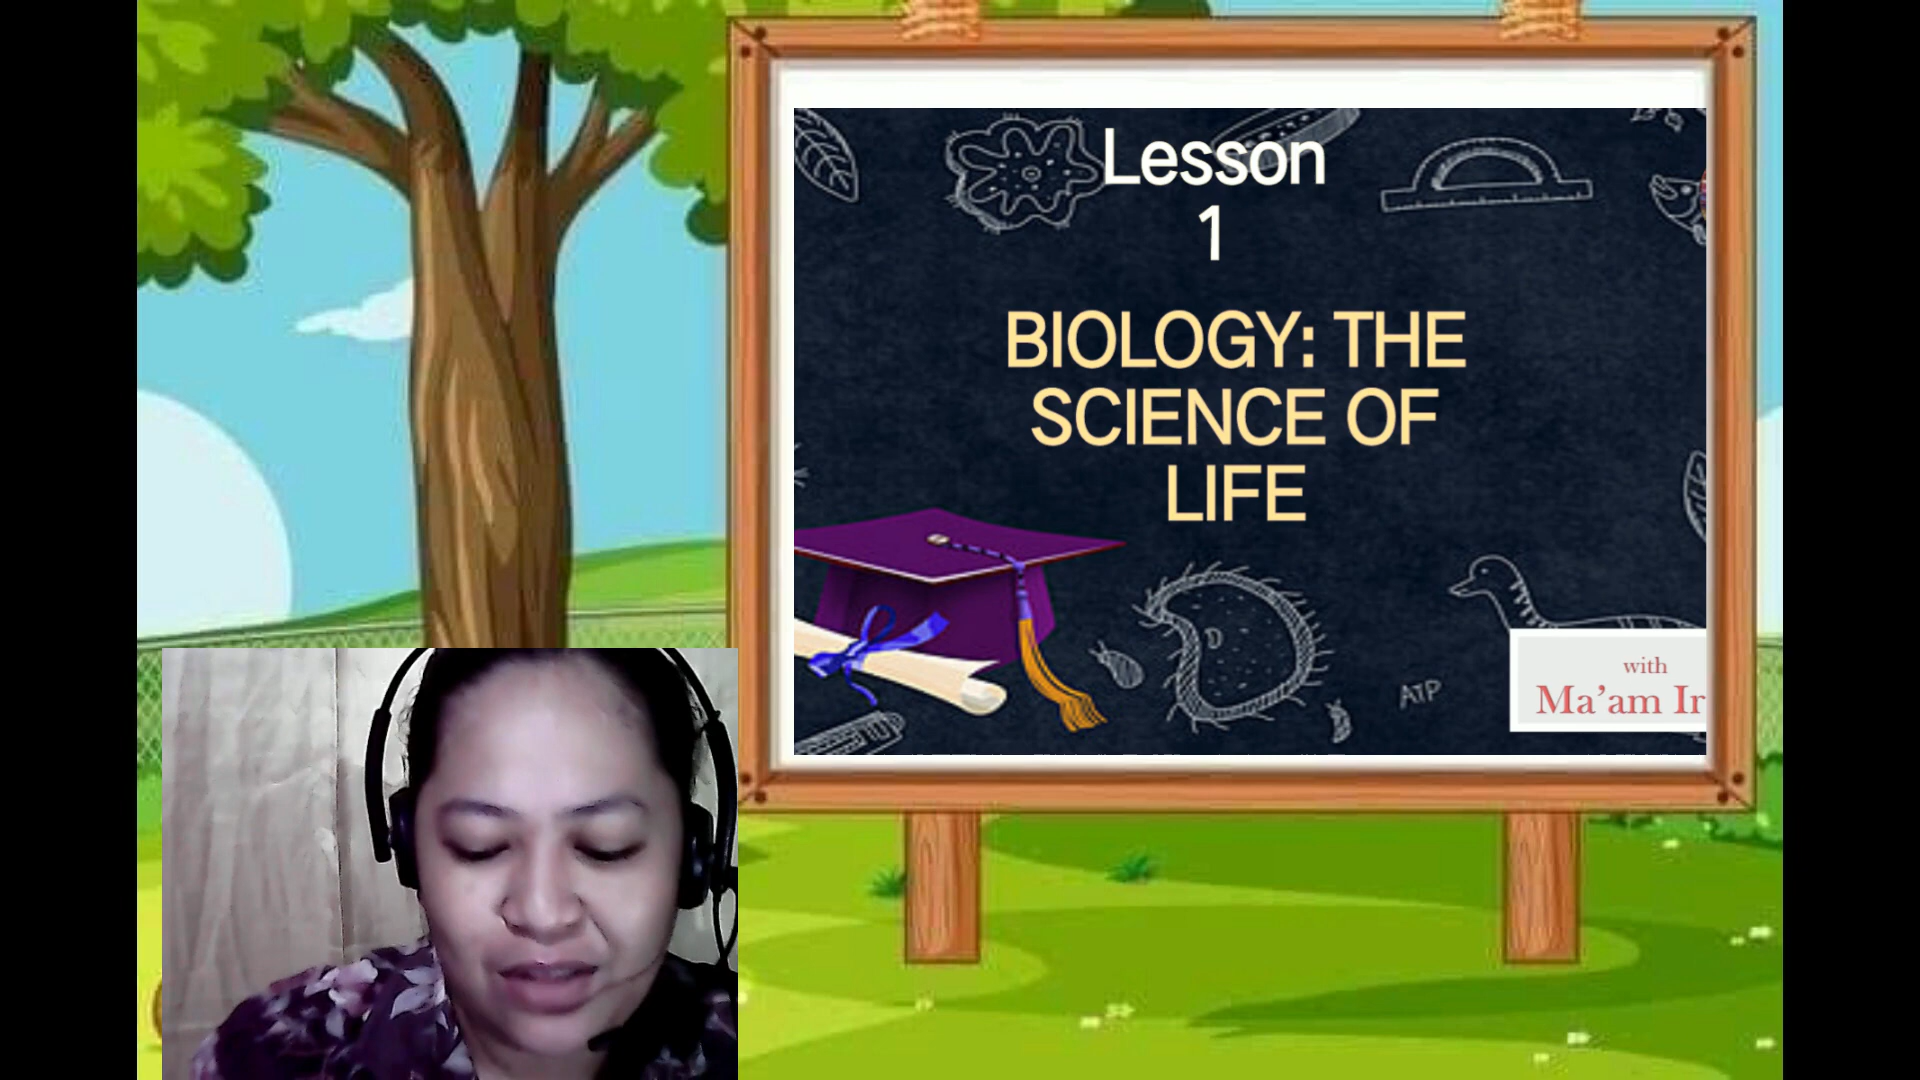 Lesson
1
BIOLOGY: THE
SCIENCE OF
LIFE
ATP
with
Ma'am Ir